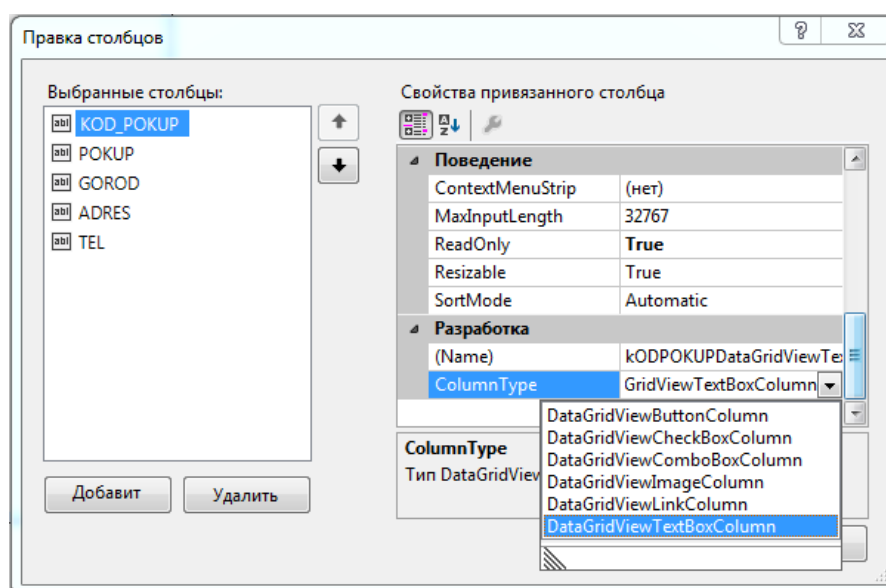 Правка столбцов
Выбранные столбцы:
KOD_POKUP
POKUP
GOROD
ADRES
TEL
Добавит
Удалить
Свойства привязанного столбца
Поведение
ContextMenuStrip (нет)
MaxInputLength 32767
ReadOnly True
Resizable True
SortMode Automatic
Разработка
(Name) kODPOKUPDataGridViewTe
ColumnType GridViewTextBoxColumn
DataGridViewButtonColumn
DataGridViewCheckBoxColumn
DataGridViewComboBoxColumn
DataGridViewImageColumn
DataGridViewLinkColumn
DataGridViewTextBoxColumn
ColumnType
Тип DataGridView